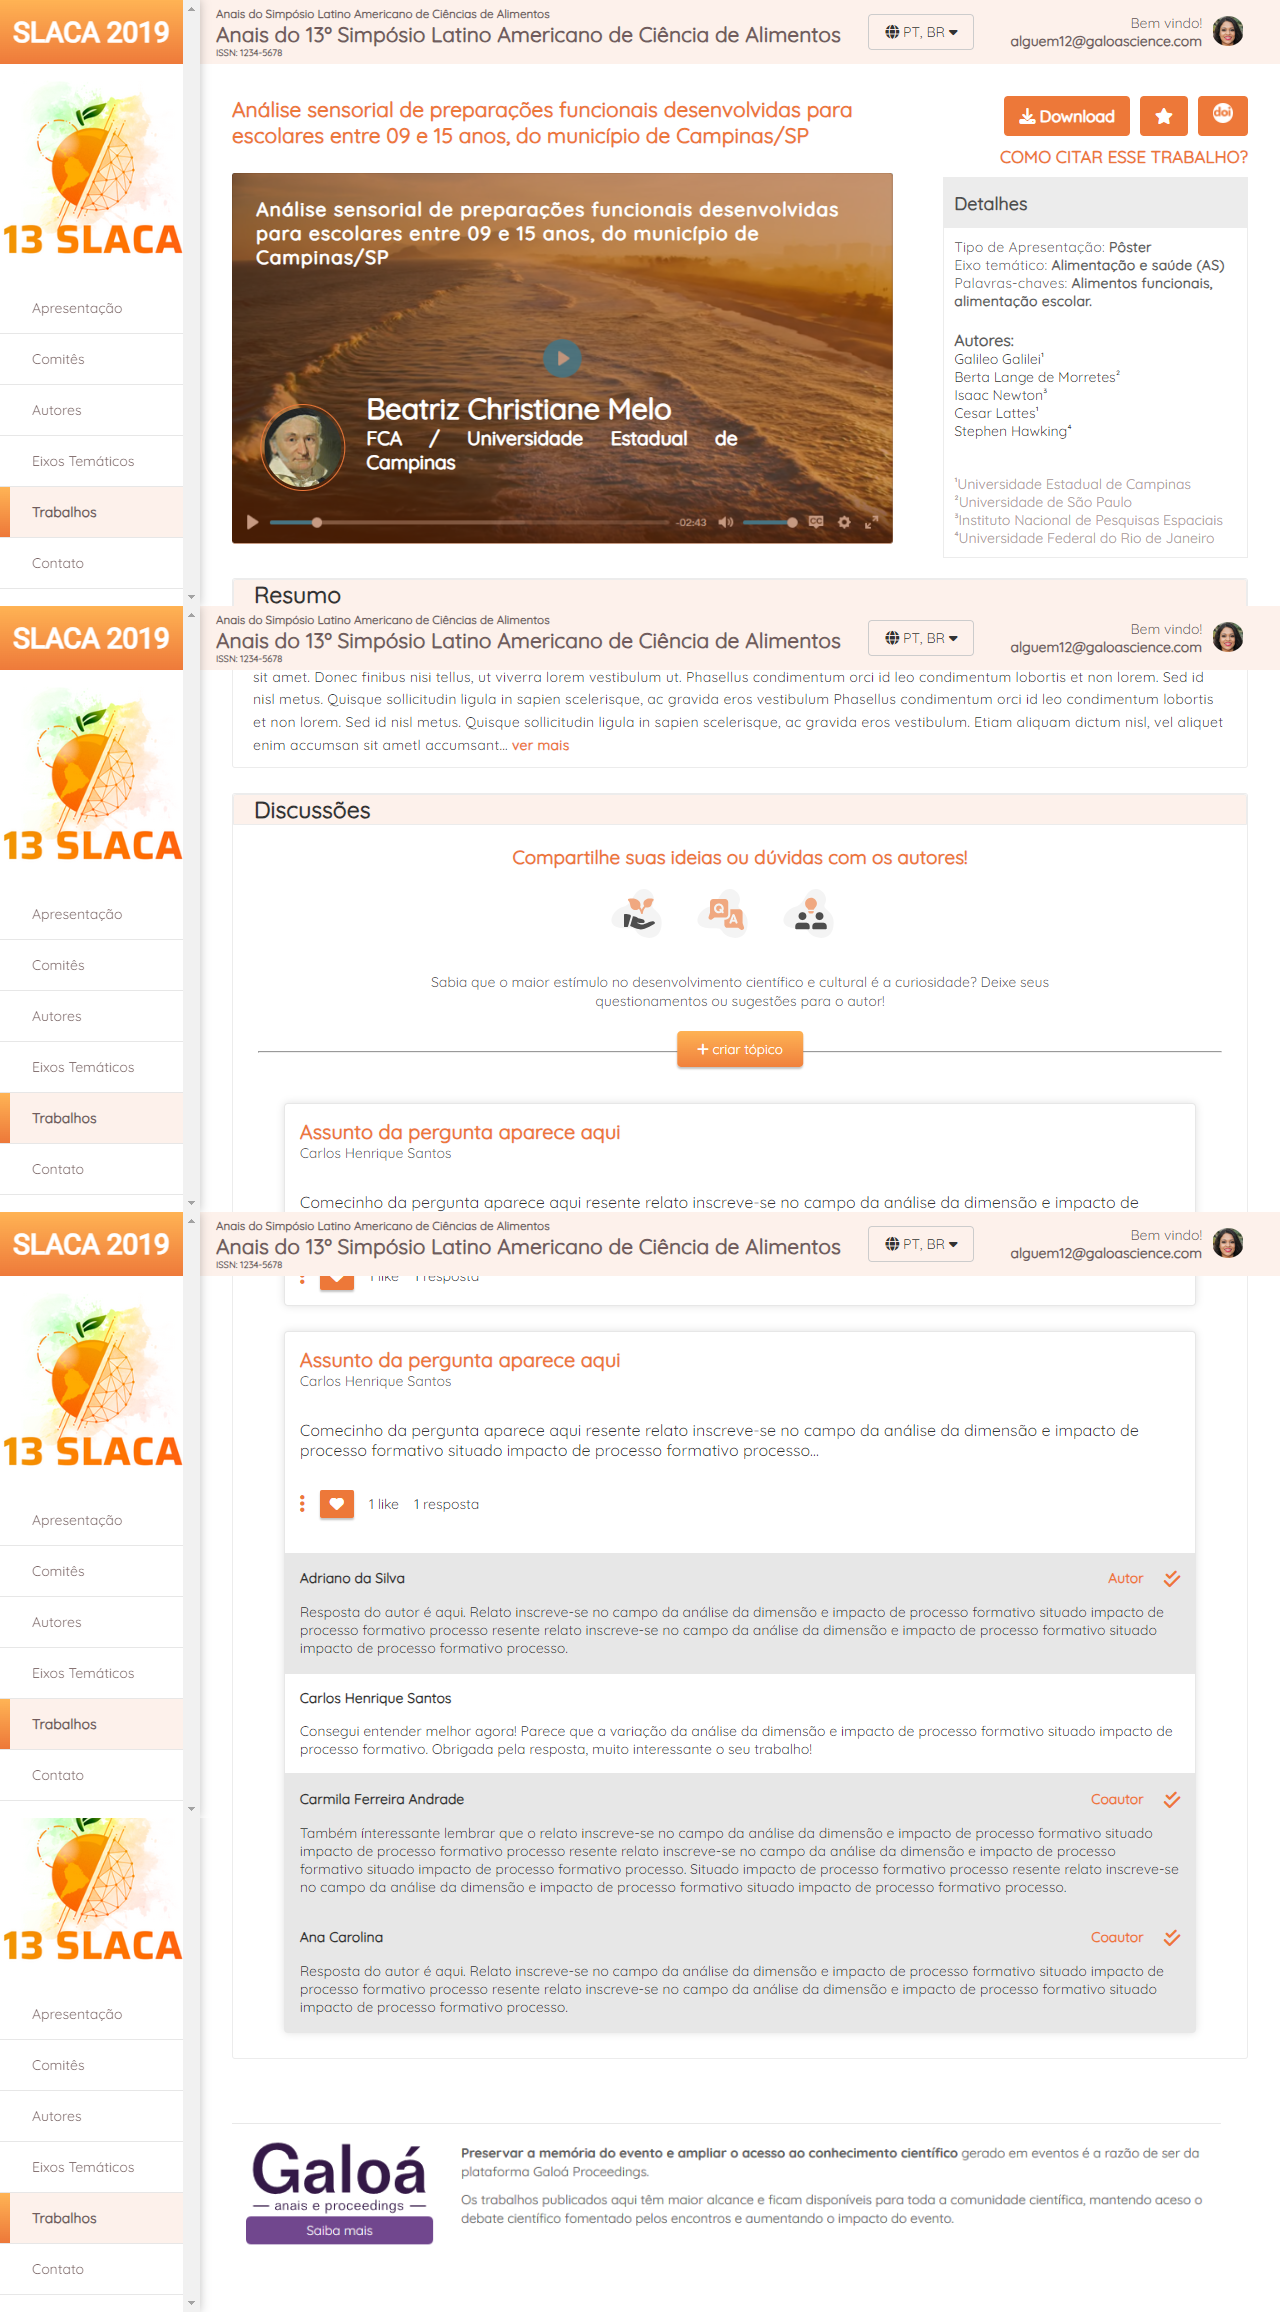 SLACA 2019
Anais do Simpósio Latino Americano de Ciências de Alimentos
Anais do 13º Simpósio Latino Americano de Ciência de Alimentos
ISSN: 1234-5678
PT, BR
Bem vindo!
alguem12@galoascience.com
13 SLACA
Apresentação
Comitês
Autores
Eixos Temáticos
Trabalhos
Contato
Análise sensorial de preparações funcionais desenvolvidas para
escolares entre 09 e 15 anos, do município de Campinas/SP
Download
doi
COMO CITAR ESSE TRABALHO?
Análise sensorial de preparações funcionais desenvolvidas
para escolares entre 09 e 15 anos, do município de
Campinas/SP
Beatriz Christiane Melo
FCA / Universidade Estadual de
Campinas
-02:43
CC
Detalhes
Tipo de Apresentação: Pôster
Eixo temático: Alimentação e saúde (AS)
Palavras-chaves: Alimentos funcionais,
alimentação escolar.
Autores:
Galileo Galilei¹
Berta Lange de Morretes²
Isaac Newton³
Cesar Lattes¹
Stephen Hawking⁴
¹Universidade Estadual de Campinas
²Universidade de São Paulo
³Instituto Nacional de Pesquisas Espaciais
⁴Universidade Federal do Rio de Janeiro
Resumo
SLACA 2019
Anais do Simpósio Latino Americano de Ciências de Alimentos
Anais do 13º Simpósio Latino Americano de Ciência de Alimentos
ISSN: 1234-5678
PT, BR
Bem vindo!
alguem12@galoascience.com
13 SLACA
Apresentação
Comitês
Autores
Eixos Temáticos
Trabalhos
Contato
sit amet. Donec finibus nisi tellus, ut viverra lorem vestibulum ut. Phasellus condimentum orci id leo condimentum lobortis et non lorem. Sed id
nisl metus. Quisque sollicitudin ligula in sapien scelerisque, ac gravida eros vestibulum Phasellus condimentum orci id leo condimentum lobortis
et non lorem. Sed id nisl metus. Quisque sollicitudin ligula in sapien scelerisque, ac gravida eros vestibulum. Etiam aliquam dictum nisl, vel aliquet
enim accumsan sit ametl accumsant... ver mais
Discussões
Compartilhe suas ideias ou dúvidas com os autores!
Q
A
Sabia que o maior estímulo no desenvolvimento científico e cultural é a curiosidade? Deixe seus
questionamentos ou sugestões para o autor!
+ criar tópico
Assunto da pergunta aparece aqui
Carlos Henrique Santos
Comecinho da pergunta aparece aqui resente relato inscreve-se no campo da análise da dimensão e impacto de
SLACA 2019
Anais do Simpósio Latino Americano de Ciências de Alimentos
Anais do 13º Simpósio Latino Americano de Ciência de Alimentos
ISSN: 1234-5678
PT, BR
Bem vindo!
alguem12@galoascience.com
13 SLACA
Apresentação
Comitês
Autores
Eixos Temáticos
Trabalhos
Contato
1 like 1 resposta
Assunto da pergunta aparece aqui
Carlos Henrique Santos
Comecinho da pergunta aparece aqui resente relato inscreve-se no campo da análise da dimensão e impacto de
processo formativo situado impacto de processo formativo processo...
1 like 1 resposta
Adriano da Silva
Autor
Resposta do autor é aqui. Relato inscreve-se no campo da análise da dimensão e impacto de processo formativo situado impacto de
processo formativo processo resente relato inscreve-se no campo da análise da dimensão e impacto de processo formativo situado
impacto de processo formativo processo.
Carlos Henrique Santos
Consegui entender melhor agora! Parece que a variação da análise da dimensão e impacto de processo formativo situado impacto de
processo formativo. Obrigada pela resposta, muito interessante o seu trabalho!
Carmila Ferreira Andrade
Coautor
Também ínteressante lembrar que o relato inscreve-se no campo da análise da dimensão e impacto de processo formativo situado
impacto de processo formativo processo resente relato inscreve-se no campo da análise da dimensão e impacto de processo
formativo situado impacto de processo formativo processo. Situado impacto de processo formativo processo resente relato inscreve-se
no campo da análise da dimensão e impacto de processo formativo situado impacto de processo formativo processo.
Ana Carolina
Coautor
Resposta do autor é aqui. Relato inscreve-se no campo da análise da dimensão e impacto de processo formativo situado impacto de
processo formativo processo resente relato inscreve-se no campo da análise da dimensão e impacto de processo formativo situado
impacto de processo formativo processo.
13 SLACA
Apresentação
Comitês
Autores
Eixos Temáticos
Trabalhos
Contato
Galoá
anais e proceedings
Saiba mais
Preservar a memória do evento e ampliar o acesso ao conhecimento científico gerado em eventos é a razão de ser da
plataforma Galoá Proceedings.
Os trabalhos publicados aqui têm maior alcance e ficam disponíveis para toda a comunidade científica, mantendo aceso o
debate científico fomentado pelos encontros e aumentando o impacto do evento.